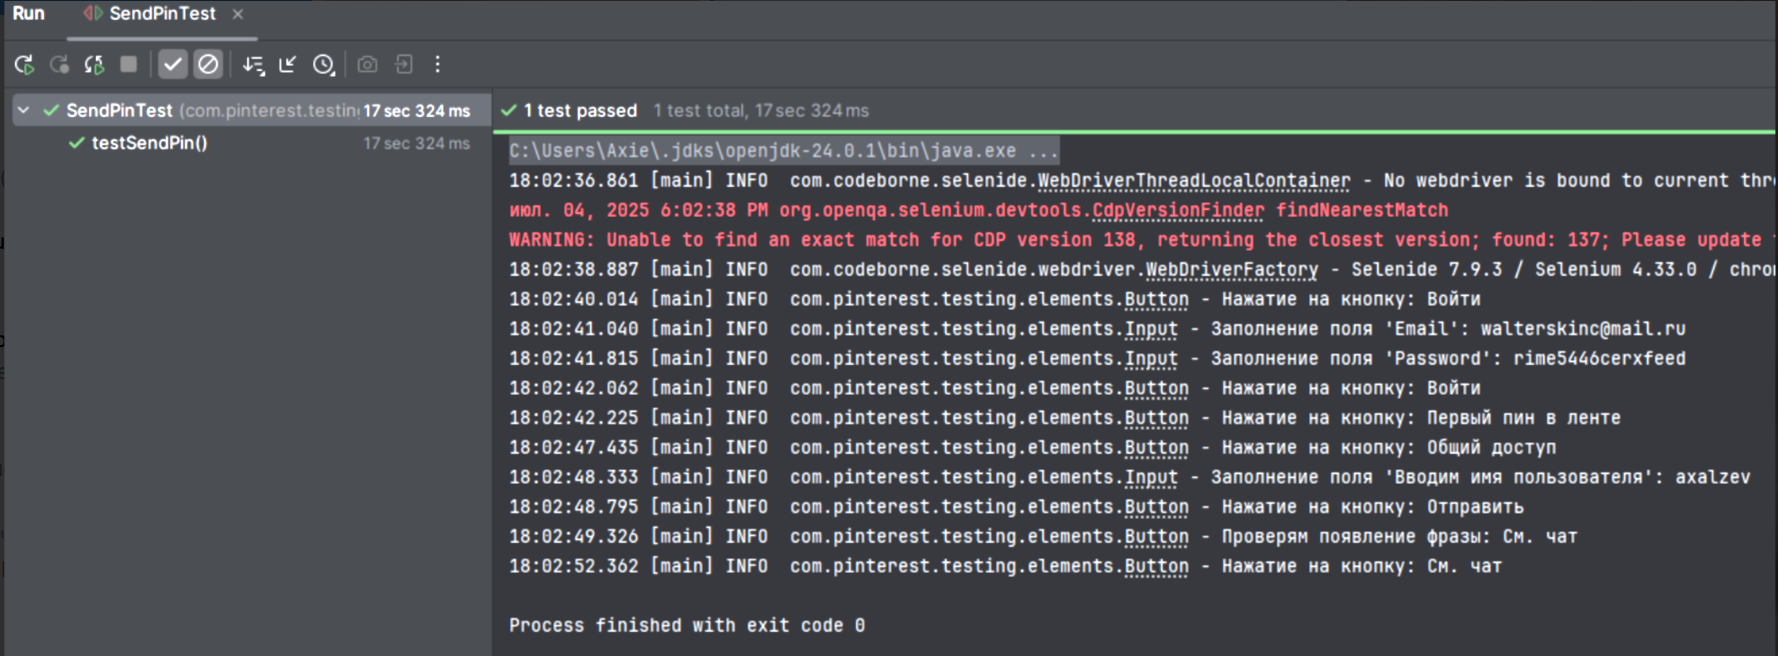 Run SendPinTest
SendPinTest (com.pinterest.testing 17 sec 324 ms
testSendPin() 17 sec 324 ms
1 test passed 1 test total, 17 sec 324 ms
C:\Users\Axie\.jdks\openjdk-24.0.1\bin\java.exe ...
18:02:36.861 [main] INFO com.codeborne.selenide.WebDriverThreadLocalContainer - No webdriver is bound to current thr
июл. 04, 2025 6:02:38 PM org.openqa.selenium.devtools.CdpVersionFinder findNearestMatch
WARNING: Unable to find an exact match for CDP version 138, returning the closest version; found: 137; Please update
18:02:38.887 [main] INFO com.codeborne.selenide.webdriver.WebDriverFactory - Selenide 7.9.3 / Selenium 4.33.0 / chro
18:02:40.014 [main] INFO com.pinterest.testing.elements.Button - Нажатие на кнопку: Войти
18:02:41.040 [main] INFO com.pinterest.testing.elements.Input - Заполнение поля 'Email': walterskinc@mail.ru
18:02:41.815 [main] INFO com.pinterest.testing.elements.Input - Заполнение поля 'Password': rime5446cerxfeed
18:02:42.062 [main] INFO com.pinterest.testing.elements.Button - Нажатие на кнопку: Войти
18:02:42.225 [main] INFO com.pinterest.testing.elements.Button - Нажатие на кнопку: Первый пин в ленте
18:02:47.435 [main] INFO com.pinterest.testing.elements.Button - Нажатие на кнопку: Общий доступ
18:02:48.333 [main] INFO com.pinterest.testing.elements.Input - Заполнение поля 'Вводим имя пользователя': axalzev
18:02:48.795 [main] INFO com.pinterest.testing.elements.Button - Нажатие на кнопку: Отправить
18:02:49.326 [main] INFO com.pinterest.testing.elements.Button - Проверям появление фразы: См. чат
18:02:52.362 [main] INFO com.pinterest.testing.elements.Button - Нажатие на кнопку: См. чат
Process finished with exit code 0